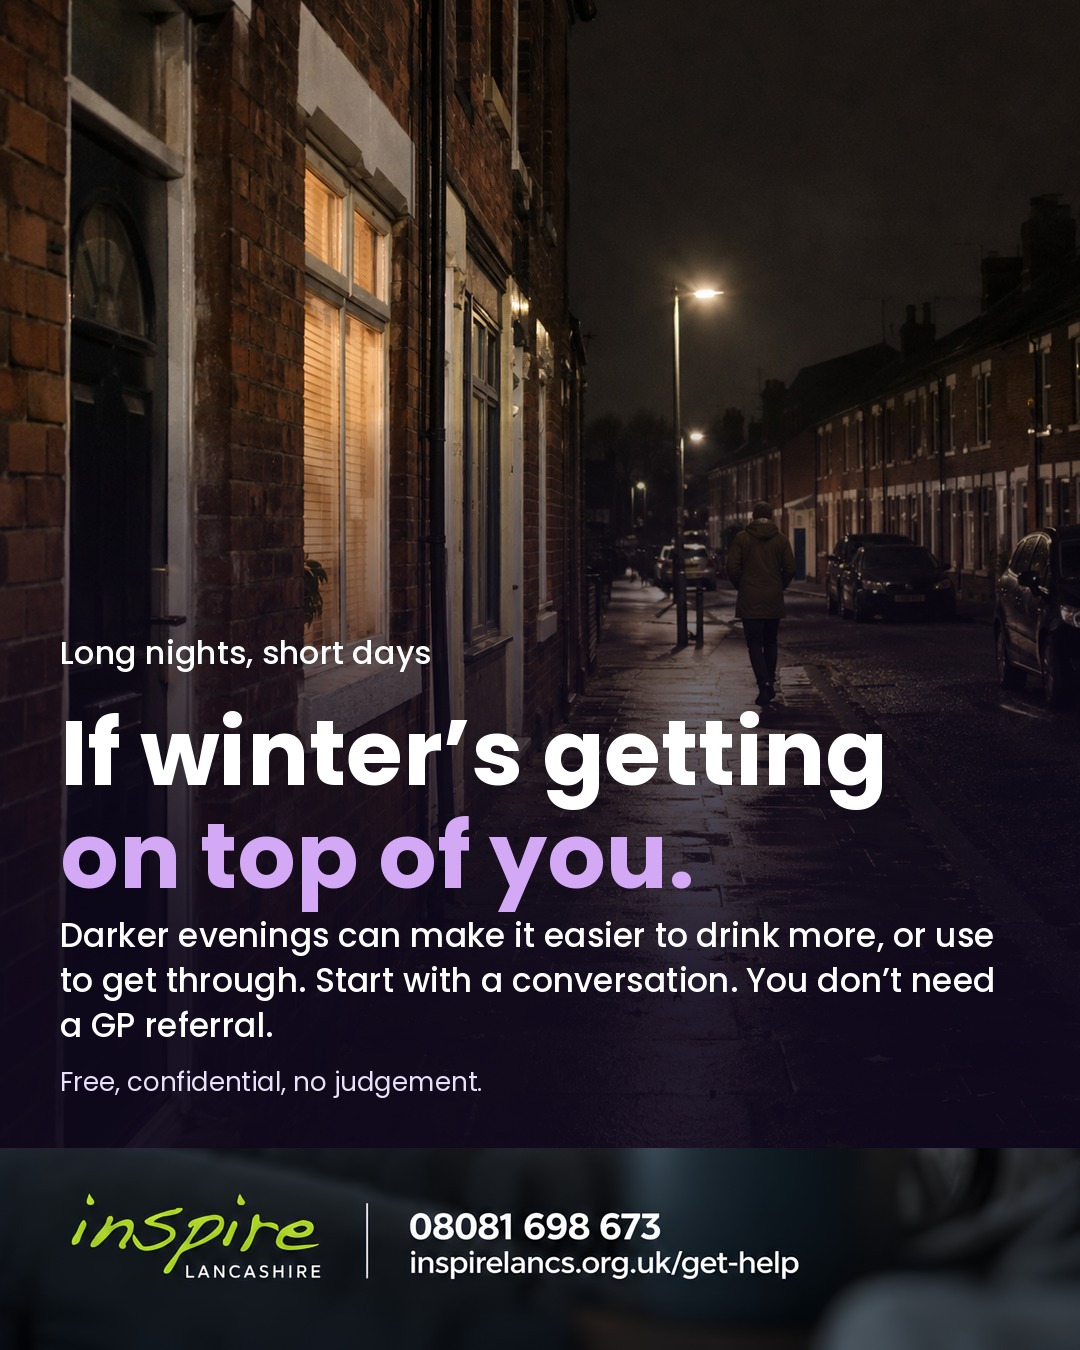 Long nights, short days
If winter’s getting
on top of you.
Darker evenings can make it easier to drink more, or use
to get through. Start with a conversation. You don’t need
a GP referral.
Free, confidential, no judgement.
inspire
LANCASHIRE
08081 698 673
inspirelancs.org.uk/get-help